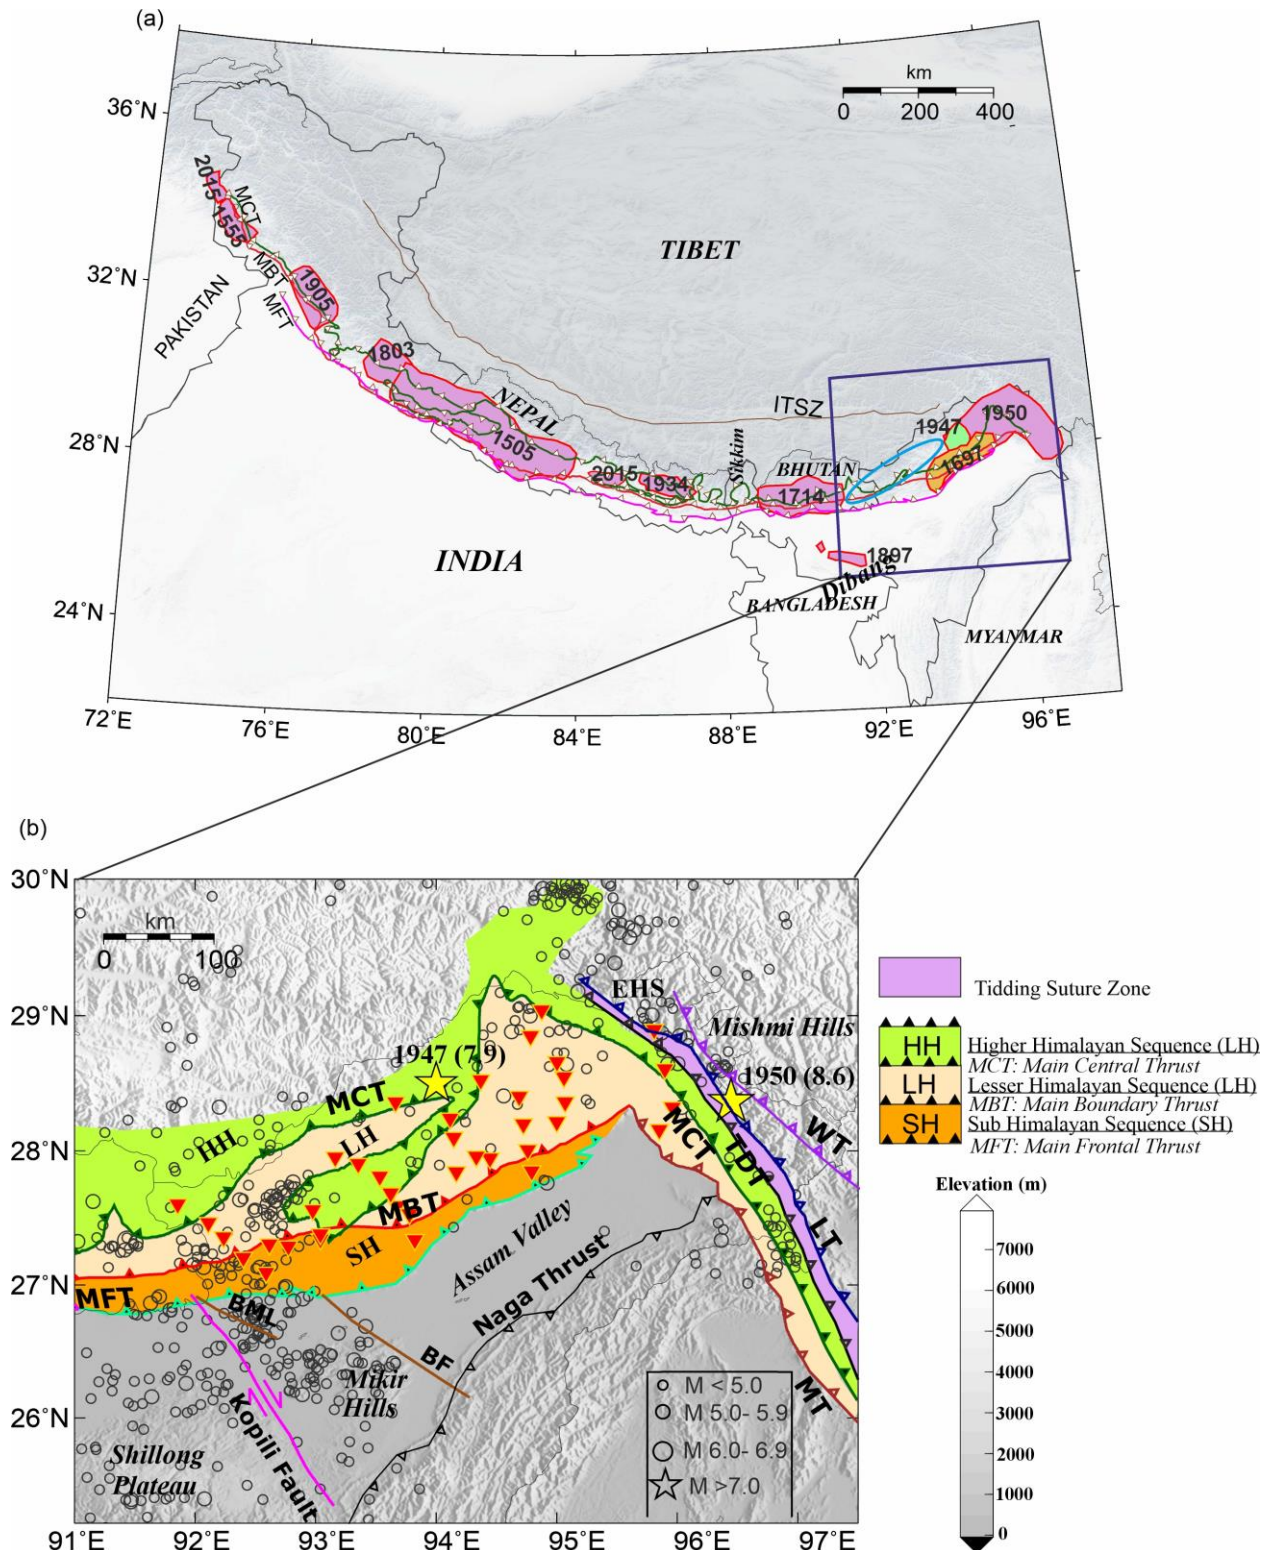 (a)
km
0 200 400
36°N
32°N
28°N
24°N
72°E 76°E 80°E 84°E 88°E 92°E 96°E
2015
1555
MCT
MBT
MFT
PAKISTAN
1905
1803
NEPAL
1505
2015
1934
Sikkim
TIBET
ITSZ
BHUTAN
1714
1947
1697
1950
1897
Dibang
INDIA
BANGLADESH
MYANMAR
(b)
30°N
29°N
28°N
27°N
26°N
91°E 92°E 93°E 94°E 95°E 96°E 97°E
km
0 100
EHS
Mishmi Hills
1947 (7.9)
1950 (8.6)
MCT
HH
LH
MCT
TDT
WT
LT
MBT
SH
MFT
BML
BF
Assam Valley
Naga Thrust
Mikir
Hills
Kopili Fault
Shillong
Plateau
MT
M < 5.0
M 5.0- 5.9
M 6.0- 6.9
M >7.0
Tidding Suture Zone
HH Higher Himalayan Sequence (LH)
MCT: Main Central Thrust
LH Lesser Himalayan Sequence (LH)
MBT: Main Boundary Thrust
SH Sub Himalayan Sequence (SH)
MFT: Main Frontal Thrust
Elevation (m)
7000
6000
5000
4000
3000
2000
1000
0